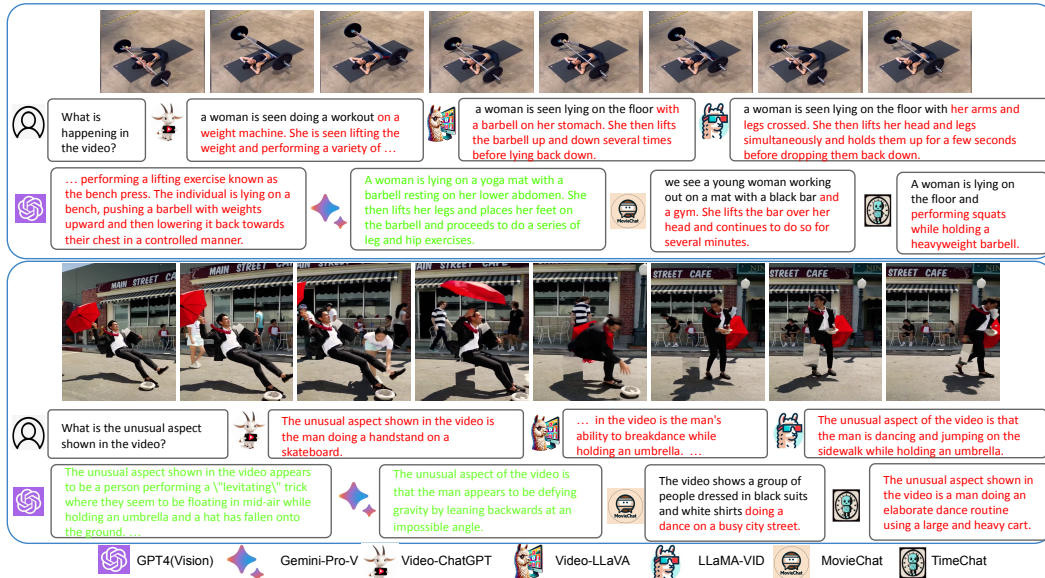 What is
happening in
the video?
a woman is seen doing a workout on
a weight machine. She is seen lifting
the weight and performing a variety of ...
a woman is seen lying on the floor with
a barbell on her stomach. She then lifts
the barbell up and down several times
before lying back down.
a woman is seen lying on the floor with her arms and
legs crossed. She then lifts her head and legs
simultaneously and holds them up for a few seconds
before dropping them back down.
... performing a lifting exercise known as
the bench press. The individual is lying on a
bench, pushing a barbell with weights
upward and then lowering it back towards
their chest in a controlled manner.
A woman is lying on a yoga mat with a
barbell resting on her lower abdomen. She
then lifts her legs and places her feet on
the barbell and proceeds to do a series of
leg and hip exercises.
MovieChat
we see a young woman working
out on a mat with a black bar and
a gym. She lifts the bar over her
head and continues to do so for
several minutes.
A woman is lying on
the floor and
performing squats
while holding a
heavyweight barbell.
MAIN STREET CAFE
MAIN STREET CAFE
MAIN STREET CAFE
STREET CAFE
STREET CAFE
STREET CAFE NIN
STREET CAFE NIN
STREET CAFE NIN
What is the unusual aspect
shown in the video?
The unusual aspect shown in the video is
the man doing a handstand on a
skateboard.
... in the video is the man's
ability to breakdance while
holding an umbrella. ...
The unusual aspect of the video is that
the man is dancing and jumping on the
sidewalk while holding an umbrella.
The unusual aspect shown in the video appears
to be a person performing a \"levitating\" trick
where they seem to be floating in mid-air while
holding an umbrella and a hat has fallen onto
the ground. ...
The unusual aspect of the video is
that the man appears to be defying
gravity by leaning backwards at an
impossible angle.
MovieChat
The video shows a group of
people dressed in black suits
and white shirts doing a
dance on a busy city street.
The unusual aspect shown in
the video is a man doing an
elaborate dance routine
using a large and heavy cart.
GPT4(Vision)
Gemini-Pro-V
Video-ChatGPT
Video-LLaVA
LLaMA-VID
MovieChat
MovieChat
TimeChat